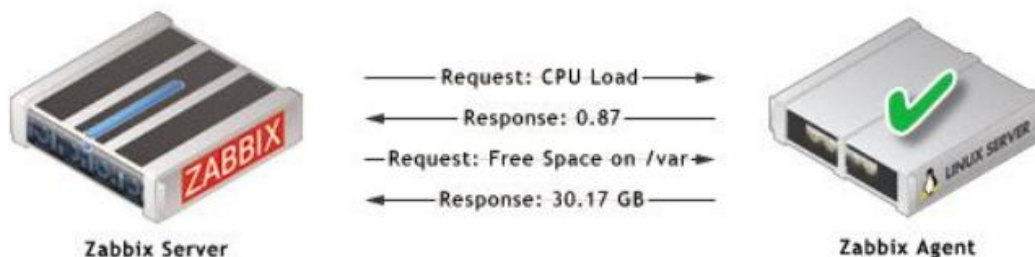 Request: CPU Load
Response: 0.87
Request: Free Space on /var
Response: 30.17 GB
ZABBIX
LINUX SERVER
Zabbix Server
Zabbix Agent